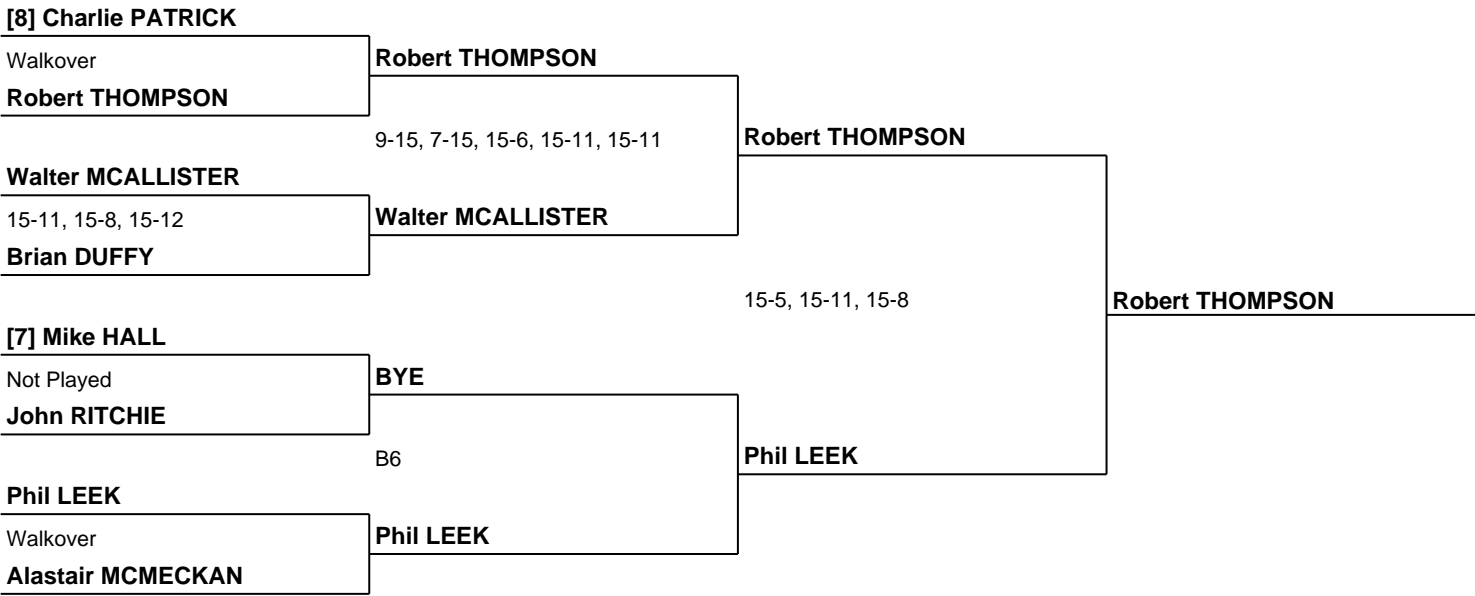 [8] Charlie PATRICK
Walkover
Robert THOMPSON
Robert THOMPSON
9-15, 7-15, 15-6, 15-11, 15-11
Robert THOMPSON
Walter MCALLISTER
15-11, 15-8, 15-12
Walter MCALLISTER
Brian DUFFY
15-5, 15-11, 15-8
Robert THOMPSON
[7] Mike HALL
Not Played
BYE
John RITCHIE
B6
Phil LEEK
Phil LEEK
Walkover
Phil LEEK
Alastair MCMECKAN